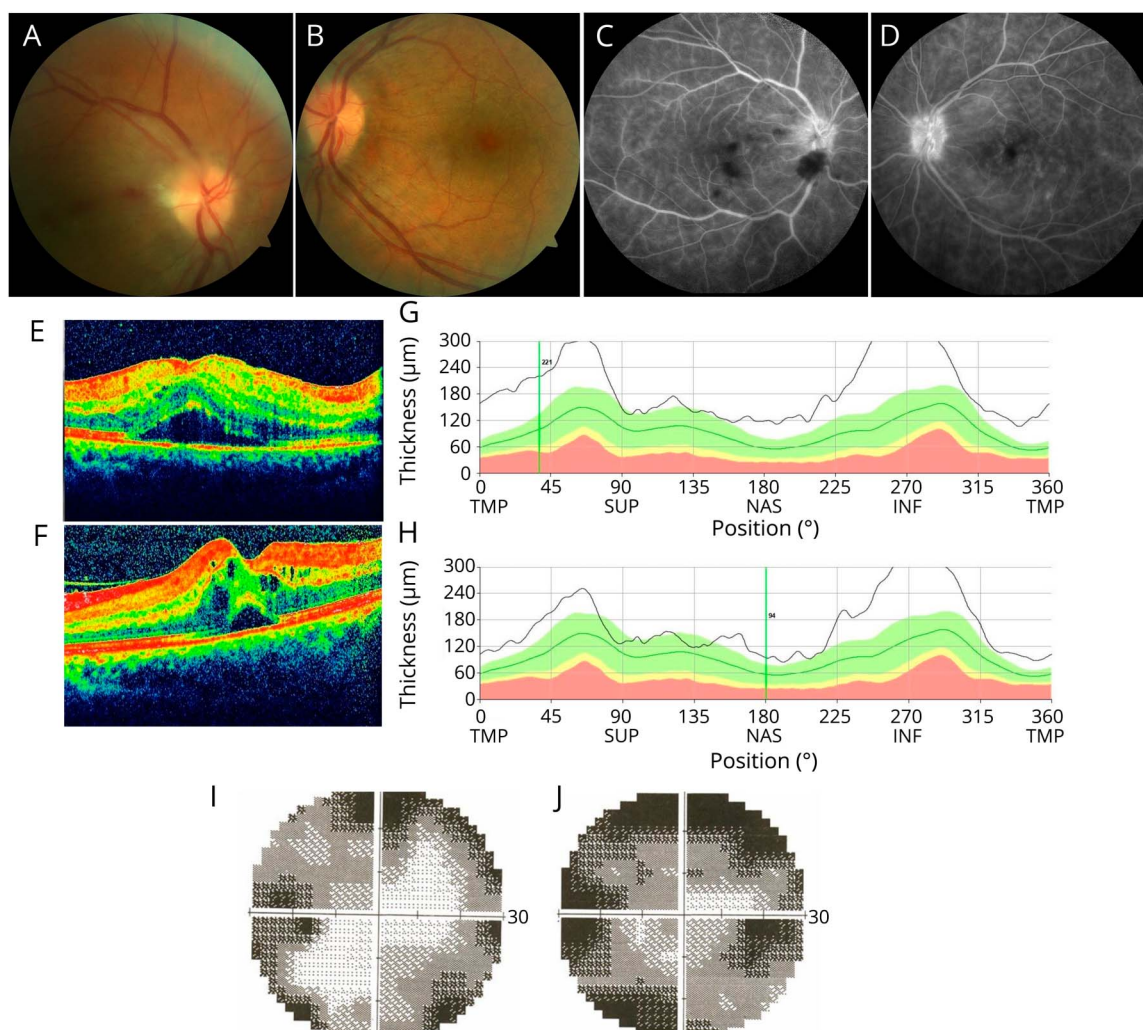 A
B
C
D
E
F
G
Thickness (µm)
300
240
180
120
60
0
221
0
45
90
135
180
225
270
315
360
TMP
SUP
NAS
INF
TMP
Position (°)
H
Thickness (µm)
300
240
180
120
60
0
94
0
45
90
135
180
225
270
315
360
TMP
SUP
NAS
INF
TMP
Position (°)
I
30
J
30